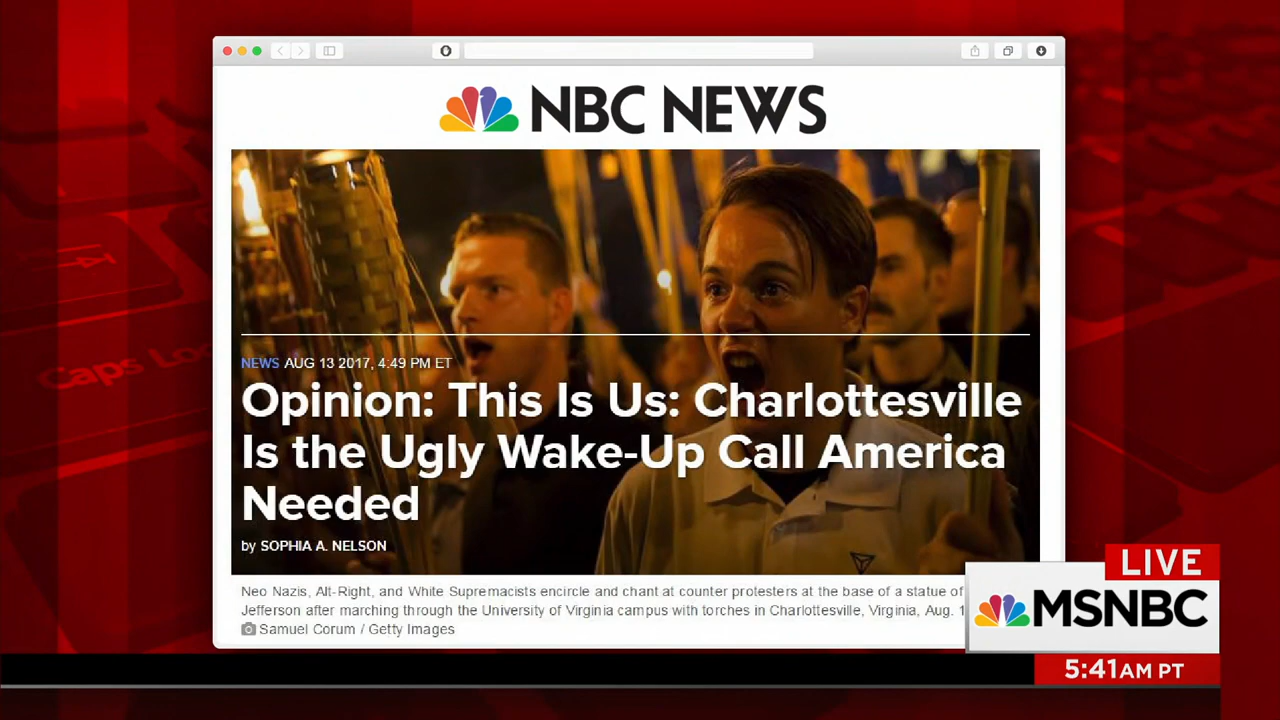 NBC NEWS
NEWS AUG 13 2017, 4:49 PM ET
Opinion: This Is Us: Charlottesville
Is the Ugly Wake-Up Call America
Needed
by SOPHIA A. NELSON
Neo Nazis, Alt-Right, and White Supremacists encircle and chant at counter protesters at the base of a statue of
Jefferson after marching through the University of Virginia campus with torches in Charlottesville, Virginia, Aug. 1
Samuel Corum / Getty Images
Caps Lo
LIVE
MSNBC
5:41AM PT